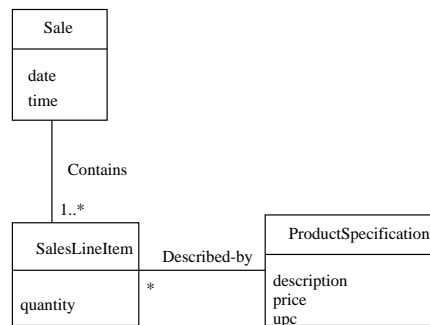 Sale
date
time
Contains
1..*
SalesLineItem
quantity
Described-by
*
ProductSpecification
description
price
upc